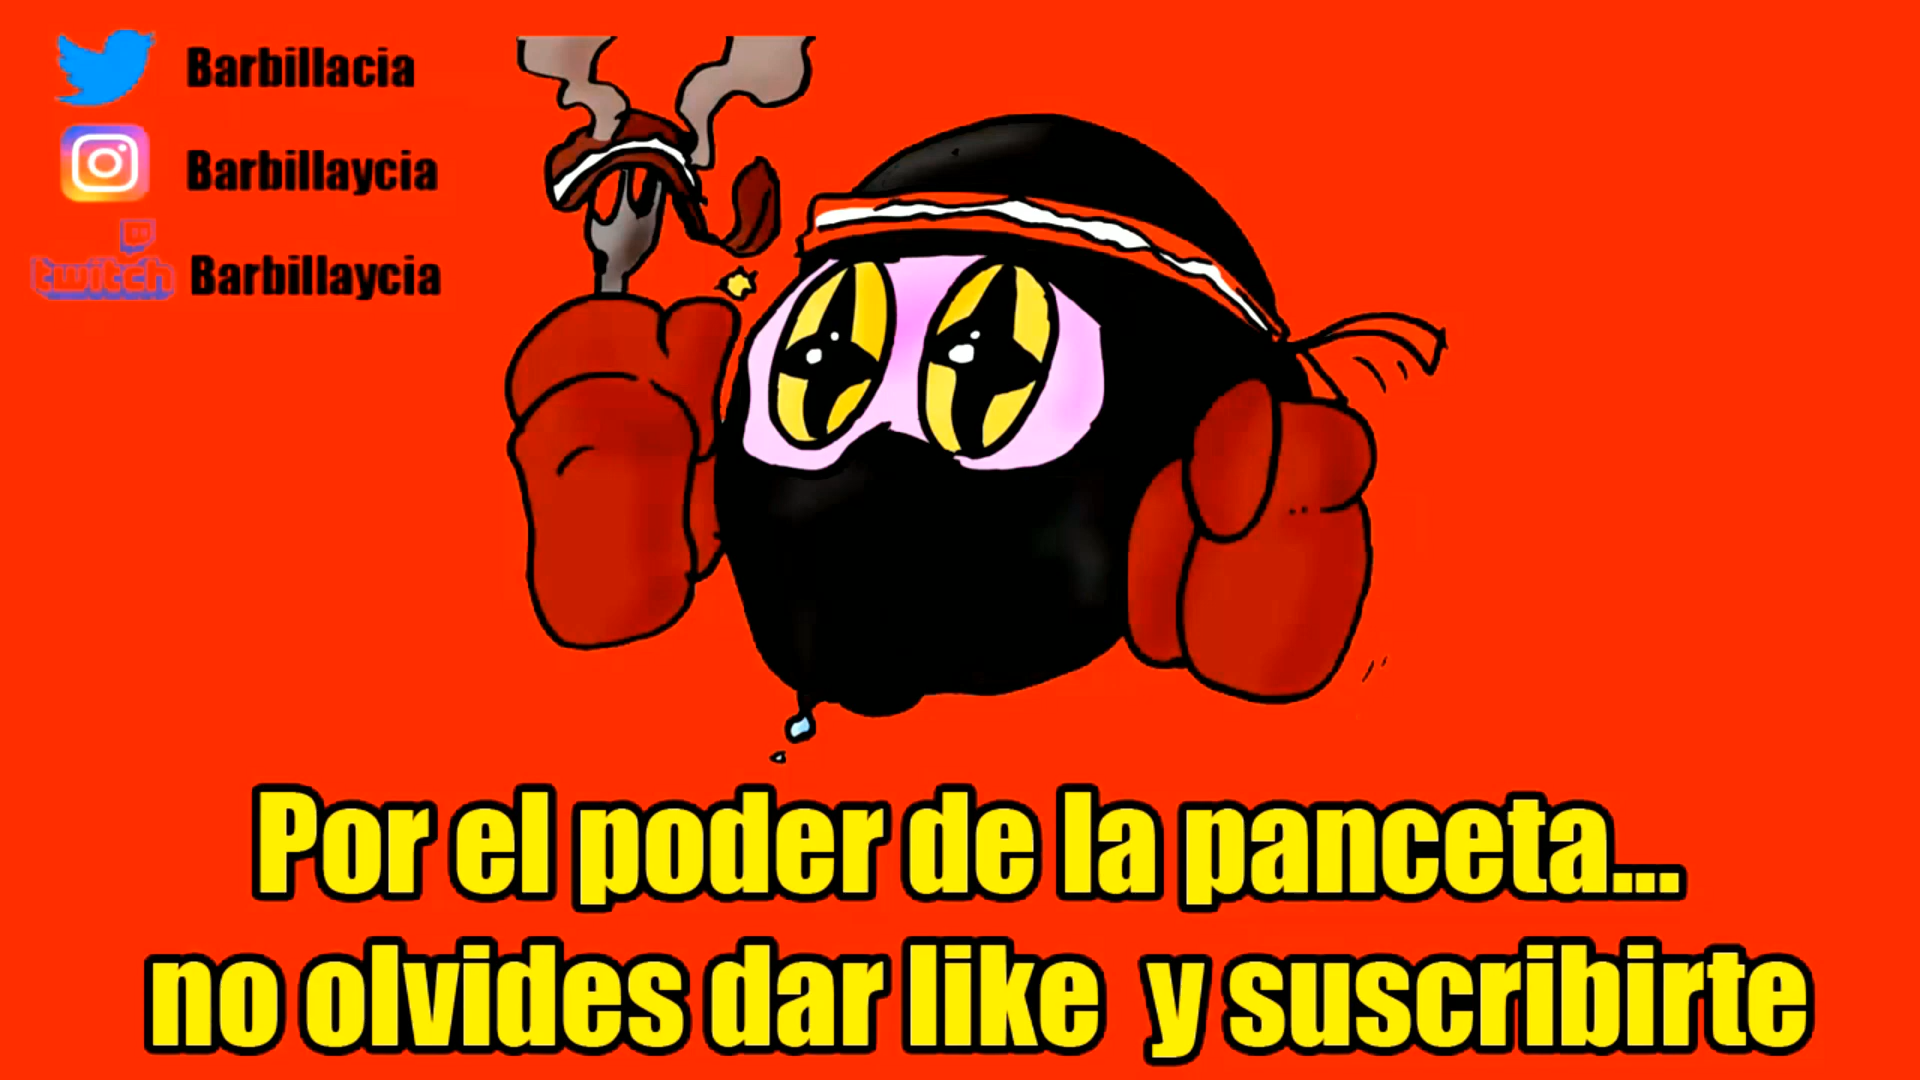 Barbillacia
Barbillaycia
twitch Barbillaycia
Por el poder de la panceta...
no olvides dar like y suscribirte